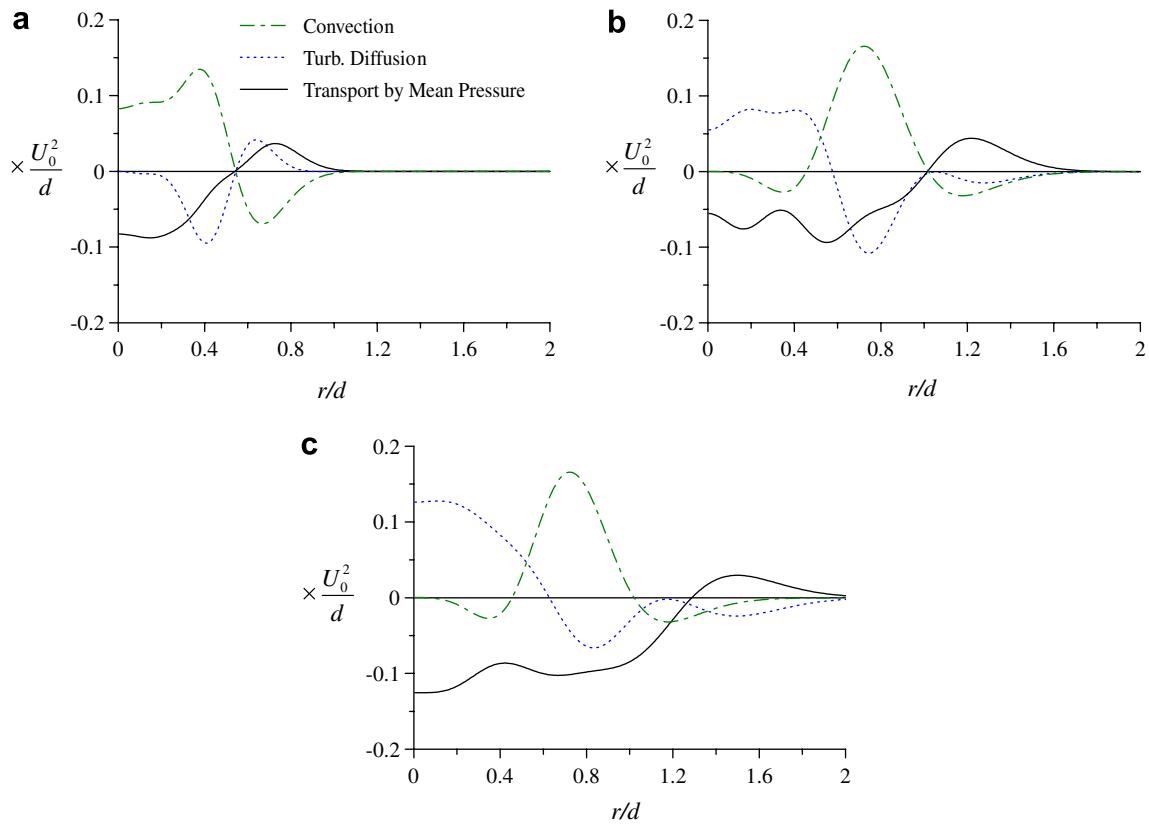 a
0.2
0.1
0
-0.1
-0.2
× U₀²/d
0 0.4 0.8 1.2 1.6 2
r/d
Convection
Turb. Diffusion
Transport by Mean Pressure
b
0.2
0.1
0
-0.1
-0.2
× U₀²/d
0 0.4 0.8 1.2 1.6 2
r/d
c
0.2
0.1
0
-0.1
-0.2
× U₀²/d
0 0.4 0.8 1.2 1.6 2
r/d